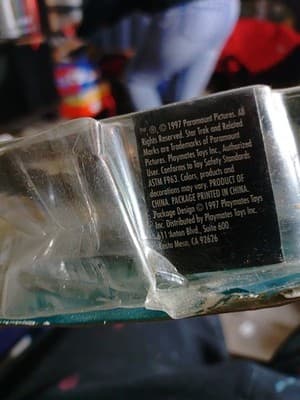 ™, ®, © 1997 Paramount Pictures. All
Rights Reserved. Star Trek and Related
Marks are Trademarks of Paramount
Pictures. Playmates Toys Inc., Authorized
User. Conforms to Toy Safety Standards
ASTM F963. Colors, products and
decorations may vary. PRODUCT OF
CHINA. PACKAGE PRINTED IN CHINA.
Package Design © 1997 Playmates Toys
Inc. Distributed by Playmates Toys Inc.
611 Anton Blvd., Suite 600
Costa Mesa, CA 92626